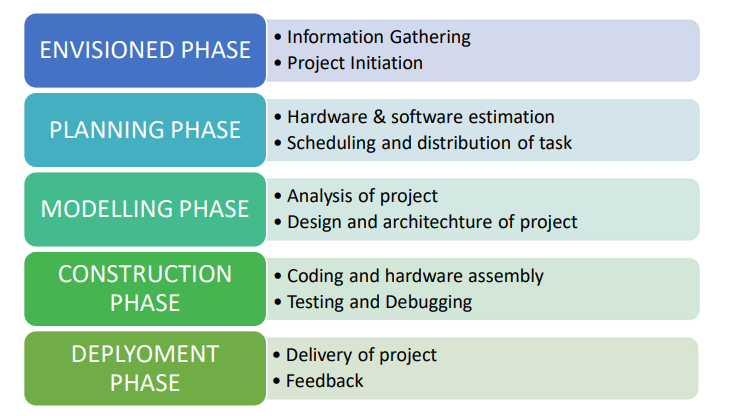 ENVISIONED PHASE
• Information Gathering
• Project Initiation
PLANNING PHASE
• Hardware & software estimation
• Scheduling and distribution of task
MODELLING PHASE
• Analysis of project
• Design and architechture of project
CONSTRUCTION
PHASE
• Coding and hardware assembly
• Testing and Debugging
DEPLYOMENT
PHASE
• Delivery of project
• Feedback